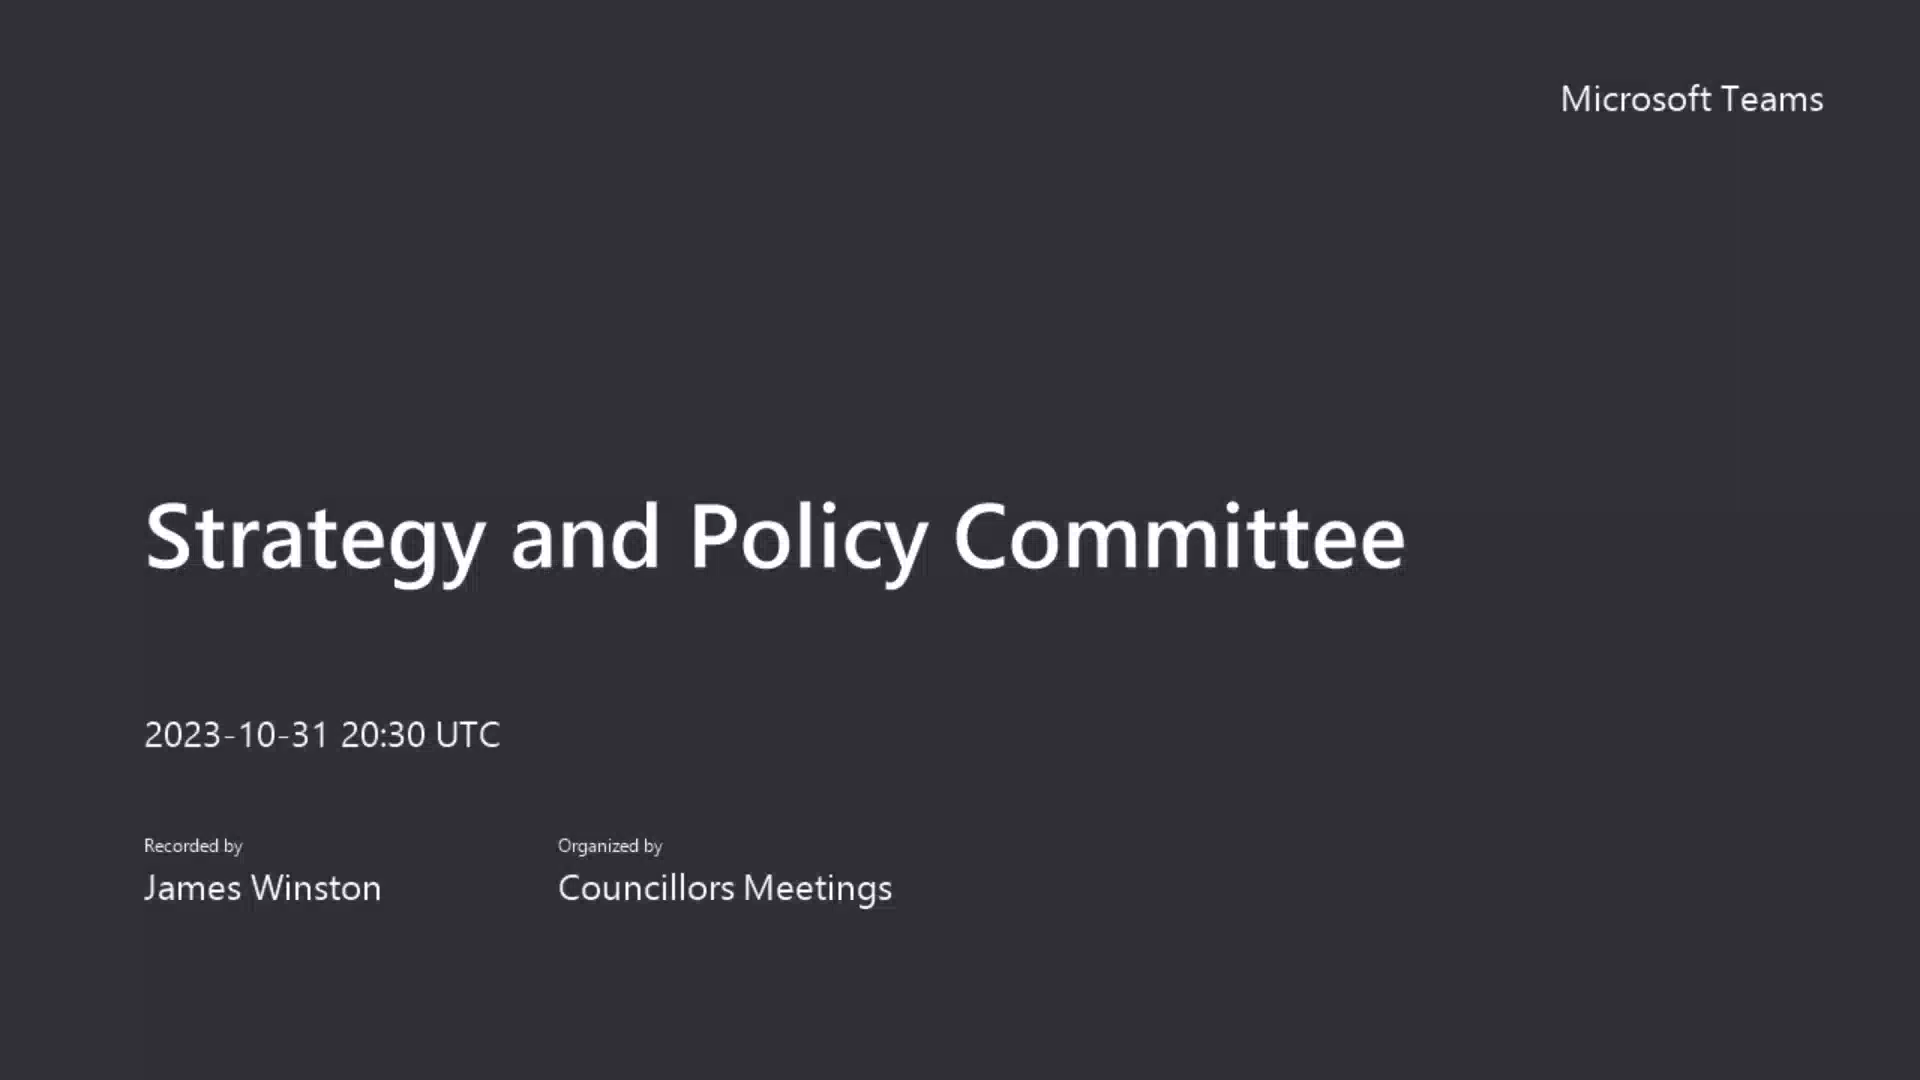 Microsoft Teams
Strategy and Policy Committee
2023-10-31 20:30 UTC
Recorded by
James Winston
Organized by
Councillors Meetings